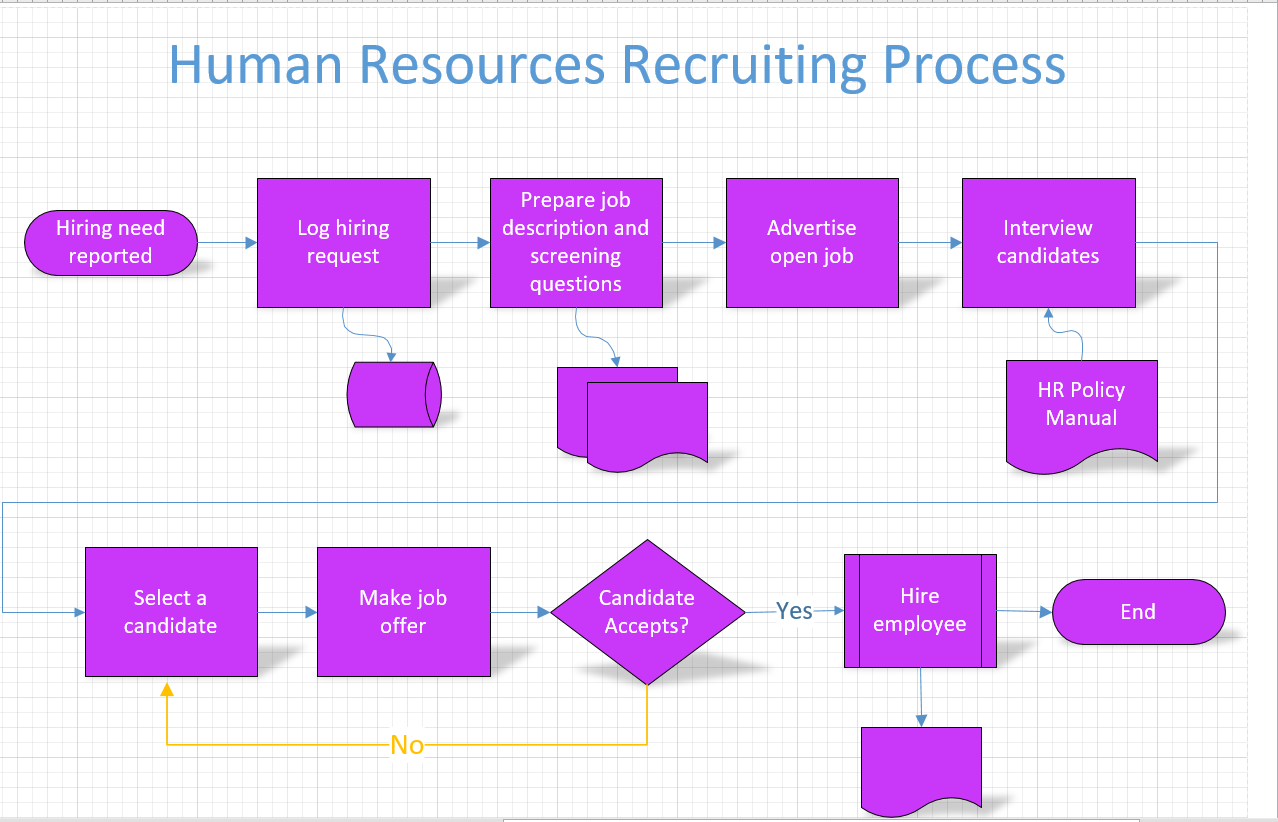 Human Resources Recruiting Process
Hiring need
reported
Log hiring
request
Prepare job
description and
screening
questions
Advertise
open job
Interview
candidates
HR Policy
Manual
Select a
candidate
Make job
offer
Candidate
Accepts?
Yes
Hire
employee
End
No